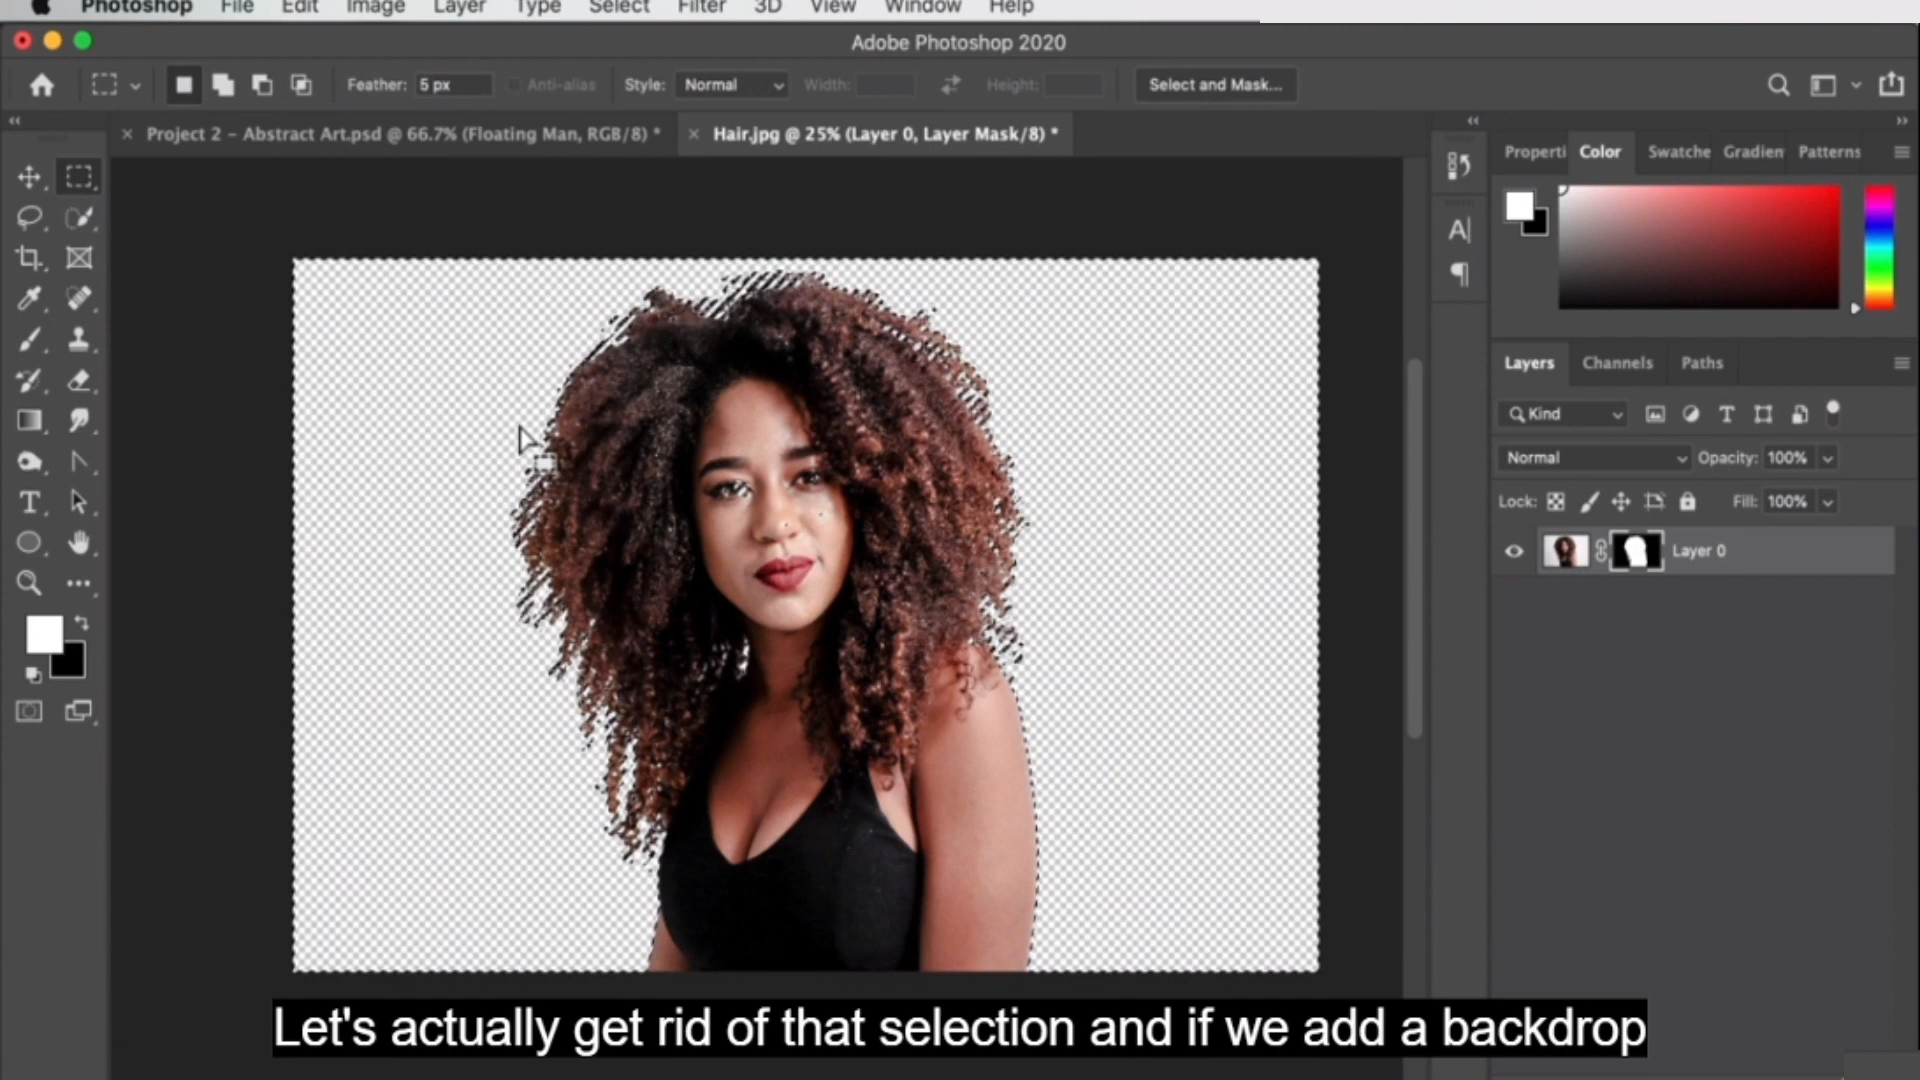 Photoshop File Edit Image Layer Type Select Filter 3D View Window Help
Adobe Photoshop 2020
Feather: 5 px Anti-alias Style: Normal Width: Height: Select and Mask...
Project 2 – Abstract Art.psd @ 66.7% (Floating Man, RGB/8) *
Hair.jpg @ 25% (Layer 0, Layer Mask/8) *
Properti Color Swatche Gradien Patterns
Layers Channels Paths
Kind
Normal Opacity: 100%
Lock: Fill: 100%
Layer 0
Let's actually get rid of that selection and if we add a backdrop